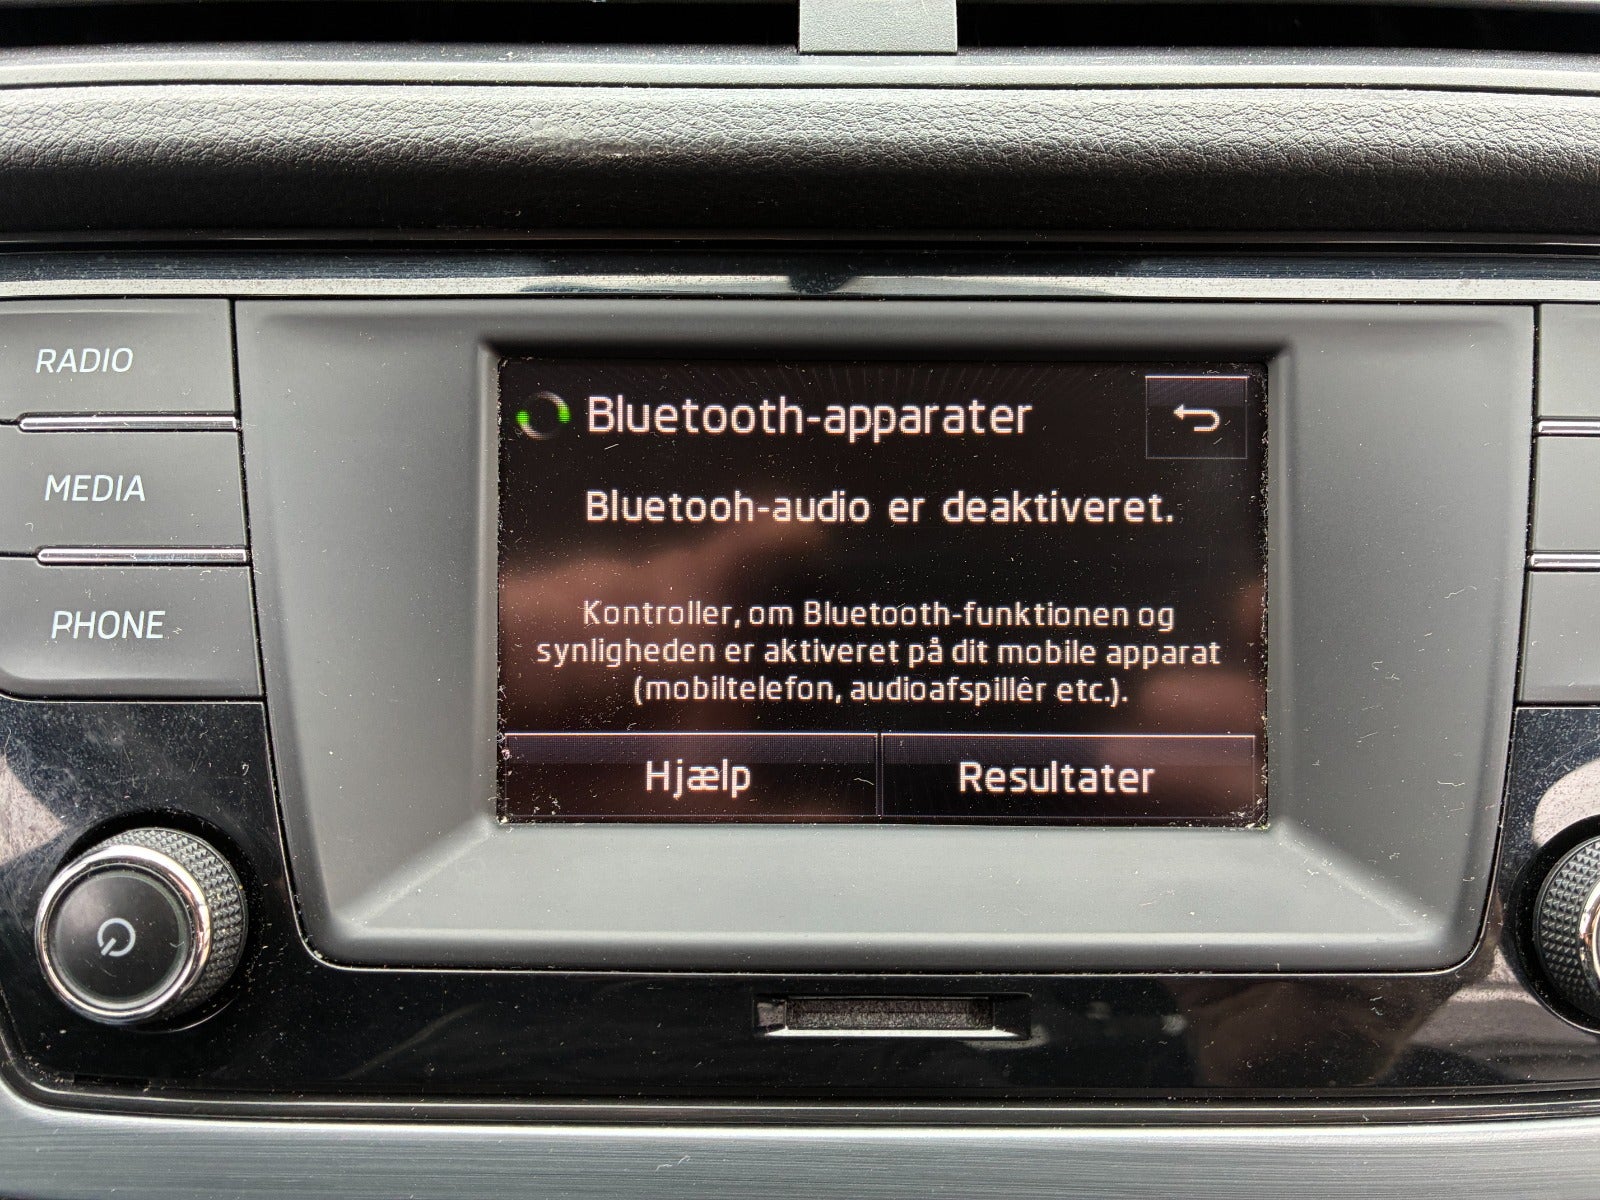 RADIO
MEDIA
PHONE
Bluetooth-apparater
Bluetooh-audio er deaktiveret.
Kontroller, om Bluetooth-funktionen og
synligheden er aktiveret på dit mobile apparat
(mobiltelefon, audioafspillêr etc.).
Hjælp
Resultater